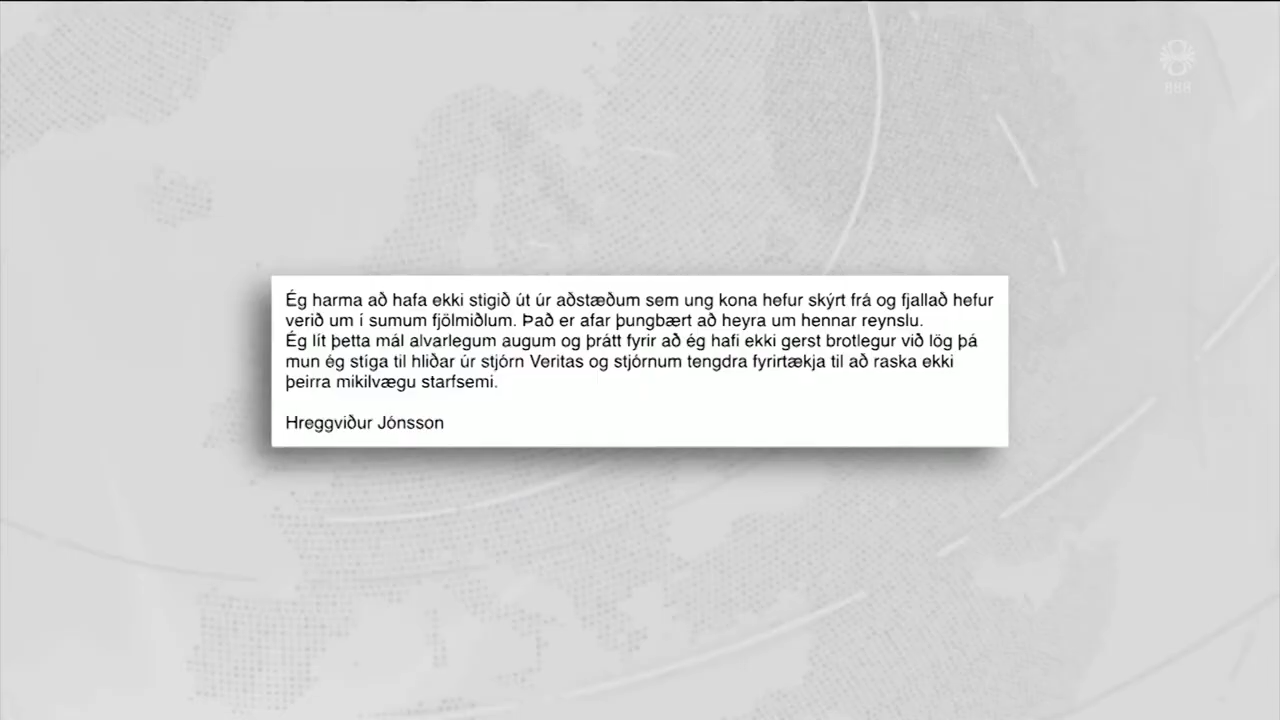 888
Ég harma að hafa ekki stigið út úr aðstæðum sem ung kona hefur skýrt frá og fjallað hefur
verið um í sumum fjölmiðlum. Það er afar þungbært að heyra um hennar reynslu.
Ég lít þetta mál alvarlegum augum og þrátt fyrir að ég hafi ekki gerst brotlegur við lög þá
mun ég stíga til hliðar úr stjórn Veritas og stjórnum tengdra fyrirtækja til að raska ekki
þeirra mikilvægu starfsemi.
Hreggviður Jónsson